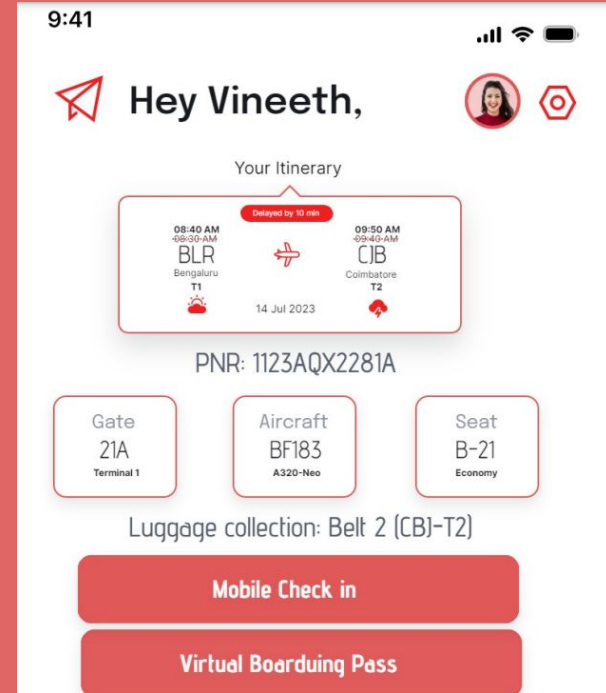 9:41
Hey Vineeth,
Your Itinerary
Delayed by 10 min
08:40 AM 09:50 AM
08:30 AM 09:40 AM
BLR CJB
Bengaluru Coimbatore
T1 T2
14 Jul 2023
PNR: 1123AQX2281A
Gate Aircraft Seat
21A BF183 B-21
Terminal 1 A320-Neo Economy
Luggage collection: Belt 2 (CBJ-T2)
Mobile Check in
Virtual Boarduing Pass